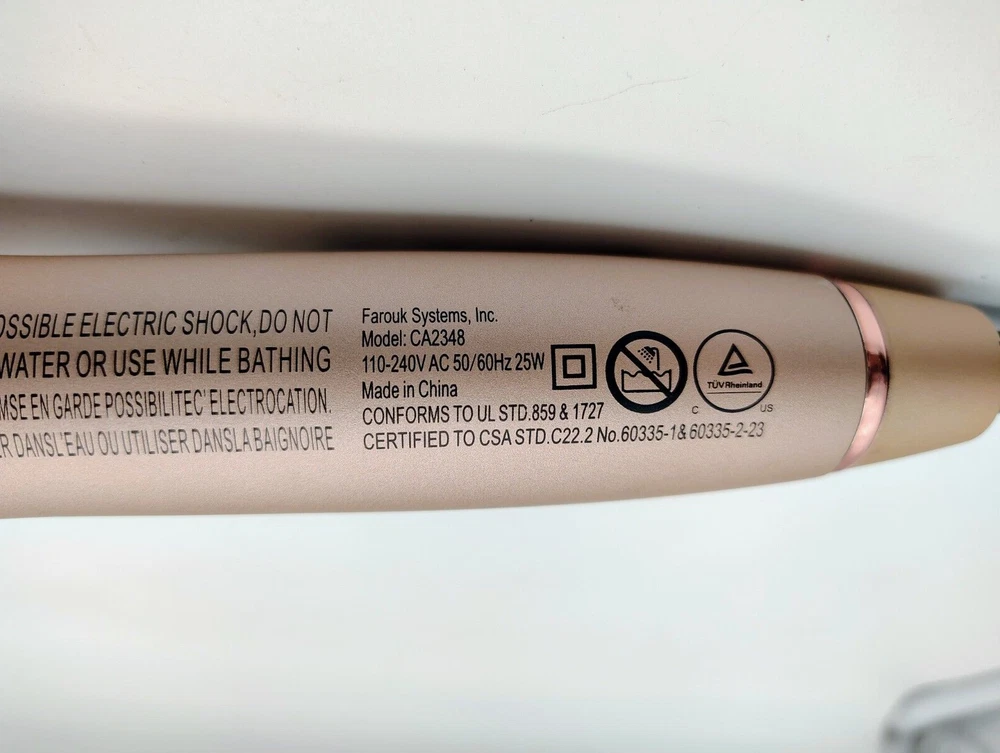 OSSIBLE ELECTRIC SHOCK,DO NOT
WATER OR USE WHILE BATHING
MSE EN GARDE POSSIBILITEC' ELECTROCATION.
ER DANSL'EAU OU UTILISER DANSLA BAIGNOIRE
Farouk Systems, Inc.
Model: CA2348
110-240V AC 50/60Hz 25W
Made in China
CONFORMS TO UL STD.859 & 1727
CERTIFIED TO CSA STD.C22.2 No.60335-1& 60335-2-23
TÜVRheinland
C US